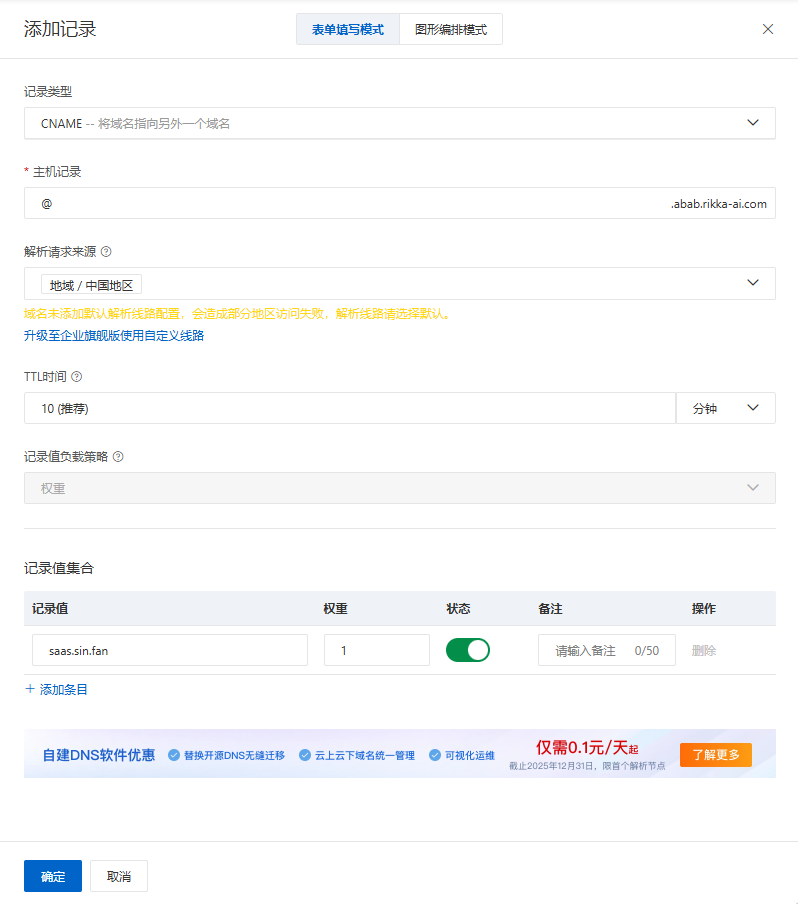 添加记录
表单填写模式
图形编排模式
记录类型
CNAME -- 将域名指向另外一个域名
* 主机记录
@ .abab.rikka-ai.com
解析请求来源 ?
地域 / 中国地区
域名未添加默认解析线路配置，会造成部分地区访问失败，解析线路请选择默认。
升级至企业旗舰版使用自定义线路
TTL时间 ?
10 (推荐) 分钟
记录值负载策略 ?
权重
记录值集合
记录值 权重 状态 备注 操作
saas.sin.fan 1 请输入备注 0/50 删除
+ 添加条目
自建DNS软件优惠 替换开源DNS无缝迁移 云上云下域名统一管理 可视化运维 仅需0.1元/天起 了解更多
截止2025年12月31日，限首个解析节点
确定 取消